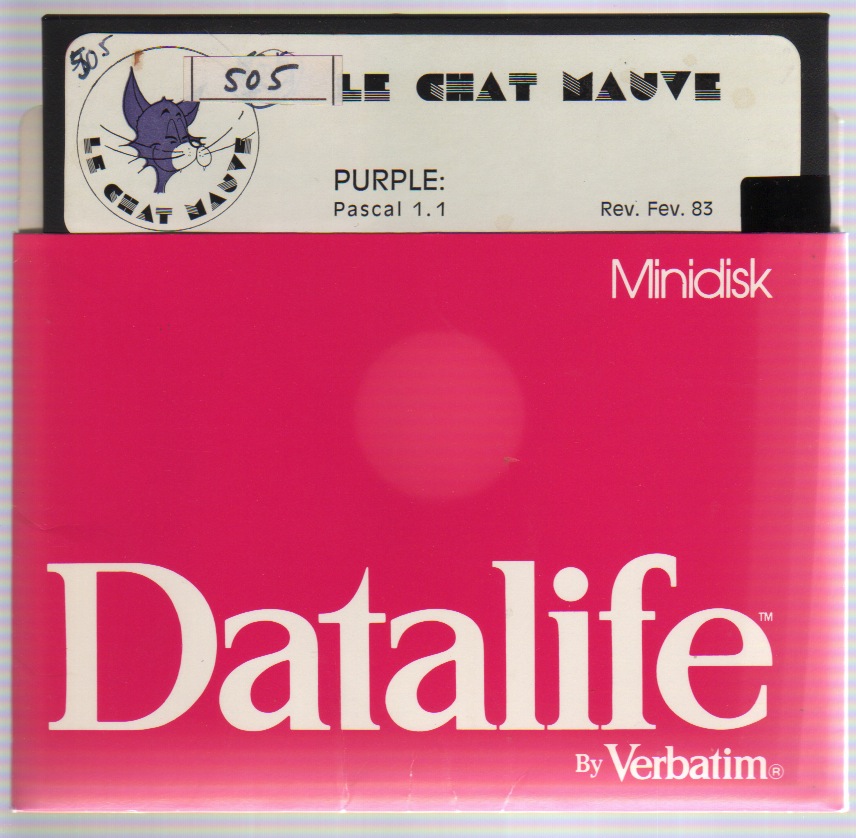 505
505
LE CHAT MAUVE
LE CHAT MAUVE
PURPLE:
Pascal 1.1
Rev. Fev. 83
Minidisk
Datalife™
By Verbatim®